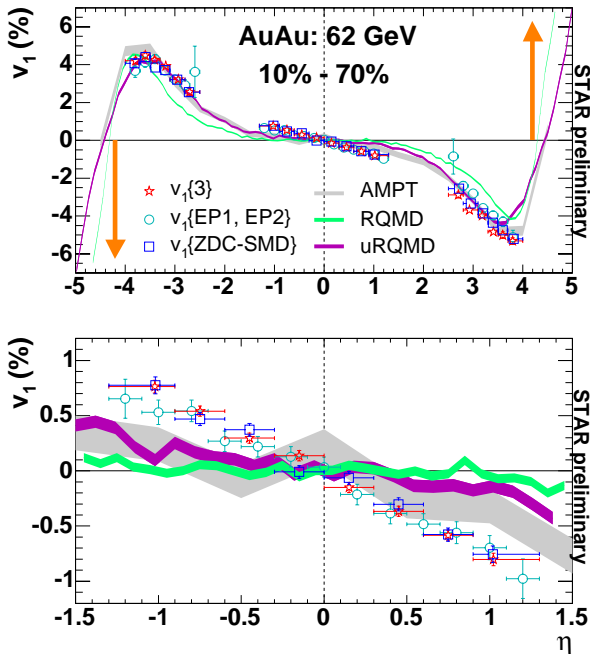 AuAu: 62 GeV
10% - 70%
v1 (%)
6
4
2
0
-2
-4
-6
v1{3}
v1{EP1, EP2}
v1{ZDC-SMD}
AMPT
RQMD
uRQMD
STAR preliminary
-5 -4 -3 -2 -1 0 1 2 3 4 5
v1 (%)
1
0.5
0
-0.5
-1
STAR preliminary
-1.5 -1 -0.5 0 0.5 1 1.5
η